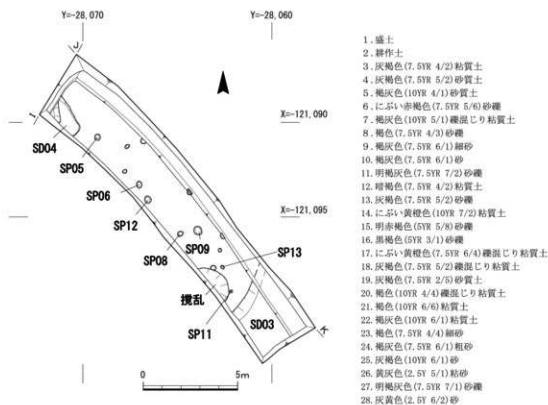 Y=-28,070
Y=-28,060
J
I
X=-121,090
SD04
SP05
SP06
SP12
X=-121,095
SP08
SP09
SP13
撹乱
SP11
SD03
K
0
5m
1.盛土
2.耕作土
3.灰褐色(7.5YR 4/2)粘質土
4.灰褐色(7.5YR 5/2)砂質土
5.褐灰色(10YR 4/1)砂質土
6.にぶい赤褐色(7.5YR 5/6)砂礫
7.褐灰色(10YR 5/1)礫混じり粘質土
8.褐色(7.5YR 4/3)砂礫
9.褐灰色(7.5YR 6/1)細砂
10.褐灰色(7.5YR 6/1)砂
11.明褐灰色(7.5YR 7/2)砂礫
12.暗褐色(7.5YR 4/2)粘質土
13.灰褐色(7.5YR 5/2)砂礫
14.にぶい黄橙色(10YR 7/2)粘質土
15.明赤褐色(5YR 5/8)砂礫
16.黒褐色(5YR 3/1)砂礫
17.にぶい黄橙色(7.5YR 6/4)礫混じり粘質土
18.灰褐色(7.5YR 5/2)礫混じり粘質土
19.灰褐色(7.5YR 2/5)砂質土
20.褐色(10YR 4/4)礫混じり粘質土
21.褐色(10YR 6/6)粘質土
22.褐灰色(10YR 6/1)粘質土
23.褐色(7.5YR 4/4)細砂
24.褐灰色(7.5YR 6/1)粗砂
25.褐灰色(10YR 6/1)砂
26.黄灰色(2.5Y 5/1)粘砂
27.明褐灰色(7.5YR 7/1)砂礫
28.灰黄色(2.5Y 6/2)砂